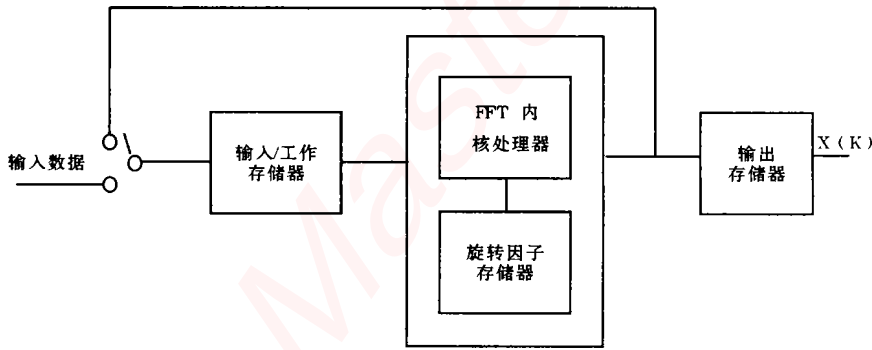 FFT 内
核处理器
输入数据
输入/工作
存储器
输出
存储器
X(K)
旋转因子
存储器
Maste